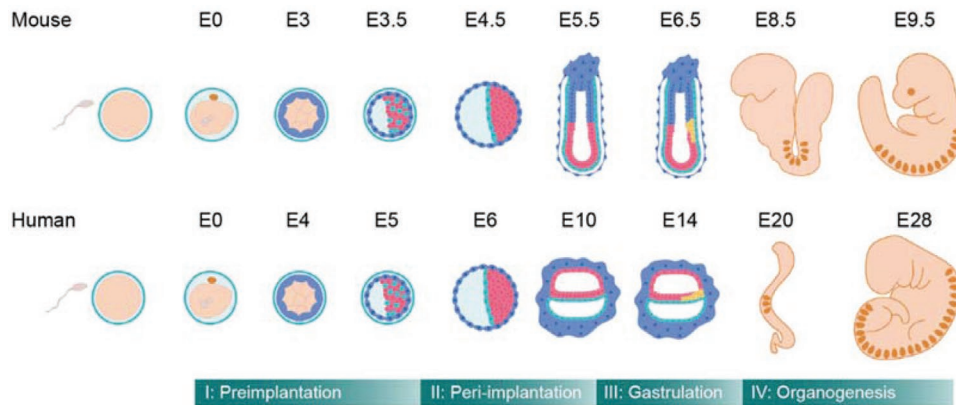 Mouse E0 E3 E3.5 E4.5 E5.5 E6.5 E8.5 E9.5
Human E0 E4 E5 E6 E10 E14 E20 E28
I: Preimplantation II: Peri-implantation III: Gastrulation IV: Organogenesis